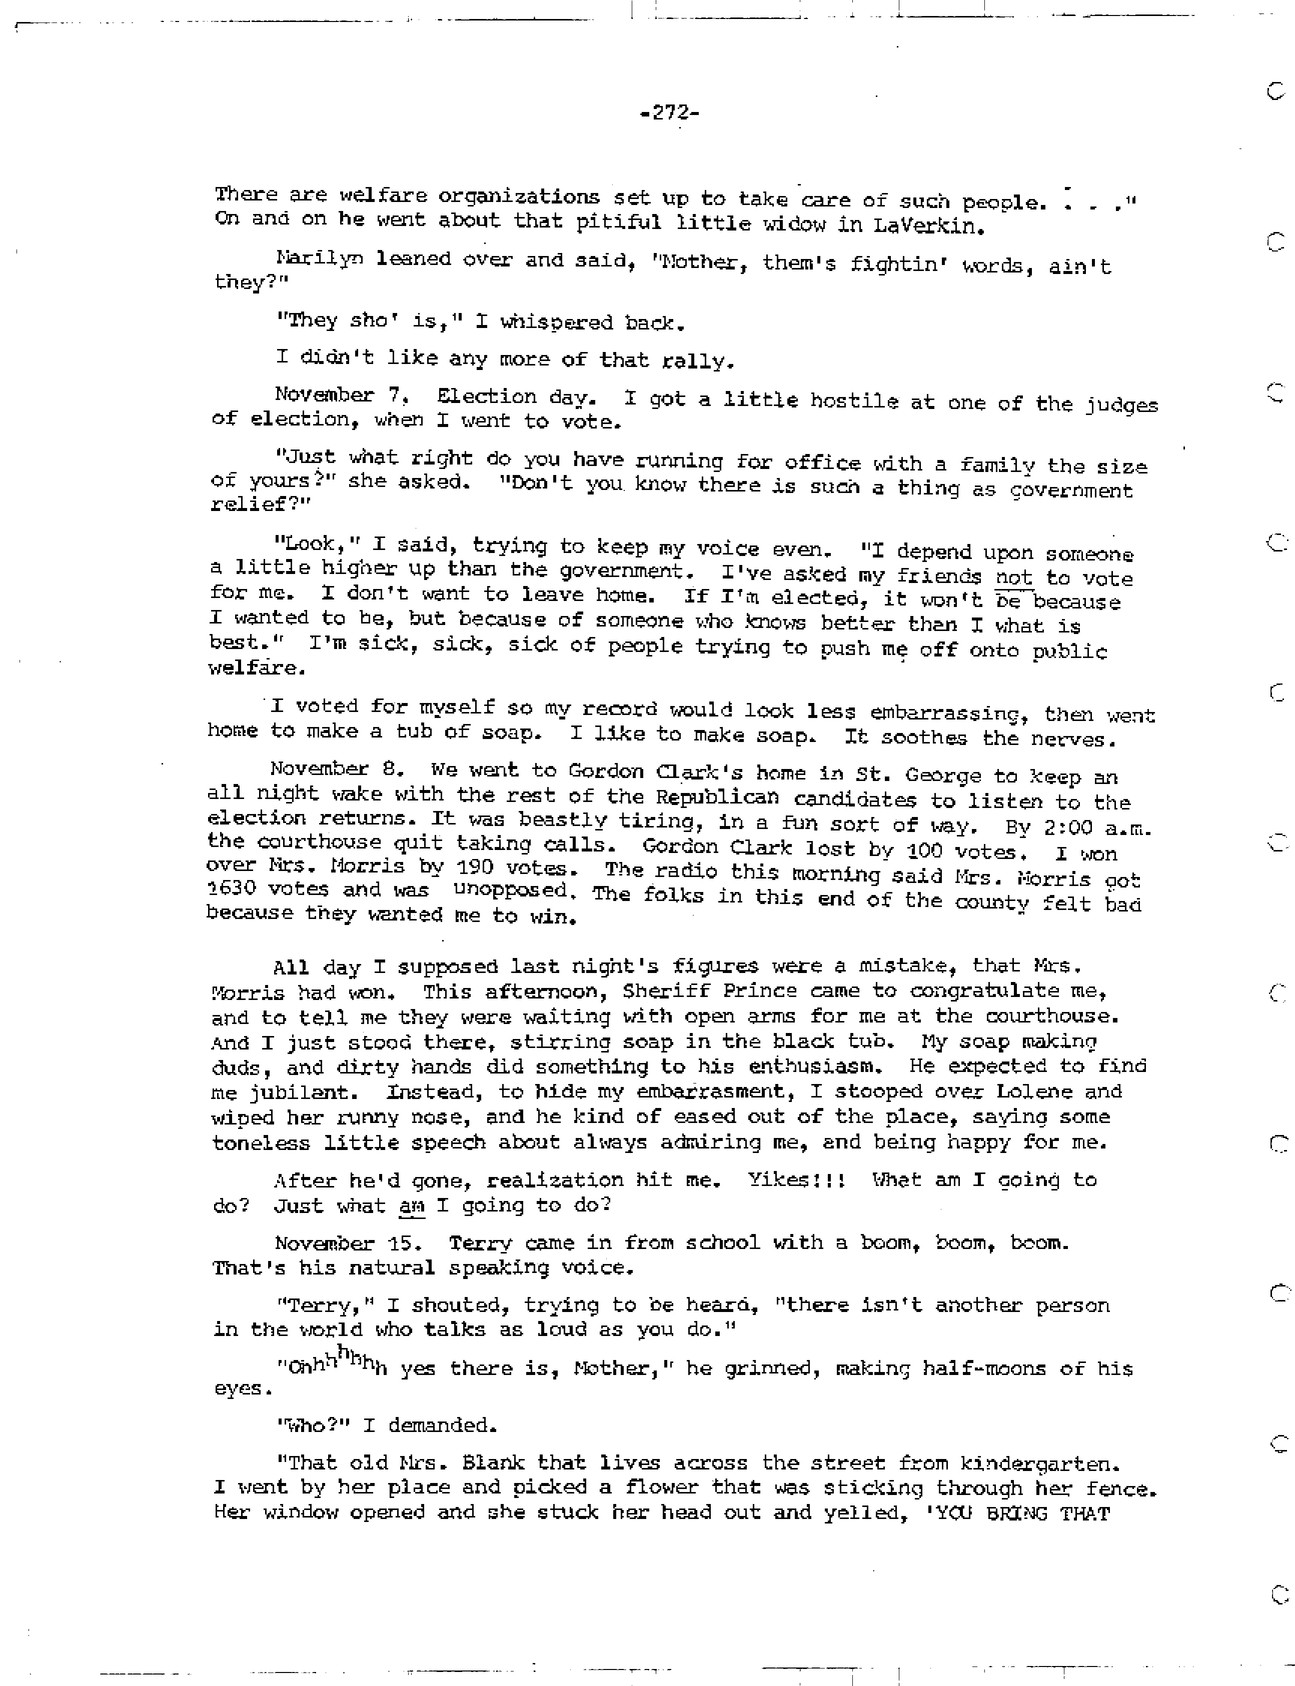 -272-
There are welfare organizations set up to take care of such people. . . ."
On and on he went about that pitiful little widow in LaVerkin.
Marilyn leaned over and said, "Mother, them's fightin' words, ain't
they?"
"They sho' is," I whispered back.
I didn't like any more of that rally.
November 7. Election day. I got a little hostile at one of the judges
of election, when I went to vote.
"Just what right do you have running for office with a family the size
of yours?" she asked. "Don't you know there is such a thing as government
relief?"
"Look," I said, trying to keep my voice even. "I depend upon someone
a little higher up than the government. I've asked my friends not to vote
for me. I don't want to leave home. If I'm elected, it won't be because
I wanted to be, but because of someone who knows better than I what is
best." I'm sick, sick, sick of people trying to push me off onto public
welfare.
I voted for myself so my record would look less embarrassing, then went
home to make a tub of soap. I like to make soap. It soothes the nerves.
November 8. We went to Gordon Clark's home in St. George to keep an
all night wake with the rest of the Republican candidates to listen to the
election returns. It was beastly tiring, in a fun sort of way. By 2:00 a.m.
the courthouse quit taking calls. Gordon Clark lost by 100 votes. I won
over Mrs. Morris by 190 votes. The radio this morning said Mrs. Morris got
1630 votes and was unopposed. The folks in this end of the county felt bad
because they wanted me to win.
All day I supposed last night's figures were a mistake, that Mrs.
Morris had won. This afternoon, Sheriff Prince came to congratulate me,
and to tell me they were waiting with open arms for me at the courthouse.
And I just stood there, stirring soap in the black tub. My soap making
duds, and dirty hands did something to his enthusiasm. He expected to find
me jubilant. Instead, to hide my embarrasment, I stooped over Lolene and
wiped her runny nose, and he kind of eased out of the place, saying some
toneless little speech about always admiring me, and being happy for me.
After he'd gone, realization hit me. Yikes!!! What am I going to
do? Just what am I going to do?
November 15. Terry came in from school with a boom, boom, boom.
That's his natural speaking voice.
"Terry," I shouted, trying to be heard, "there isn't another person
in the world who talks as loud as you do."
"Ohhhhhhh yes there is, Mother," he grinned, making half-moons of his
eyes.
"Who?" I demanded.
"That old Mrs. Blank that lives across the street from kindergarten.
I went by her place and picked a flower that was sticking through her fence.
Her window opened and she stuck her head out and yelled, 'YOU BRING THAT